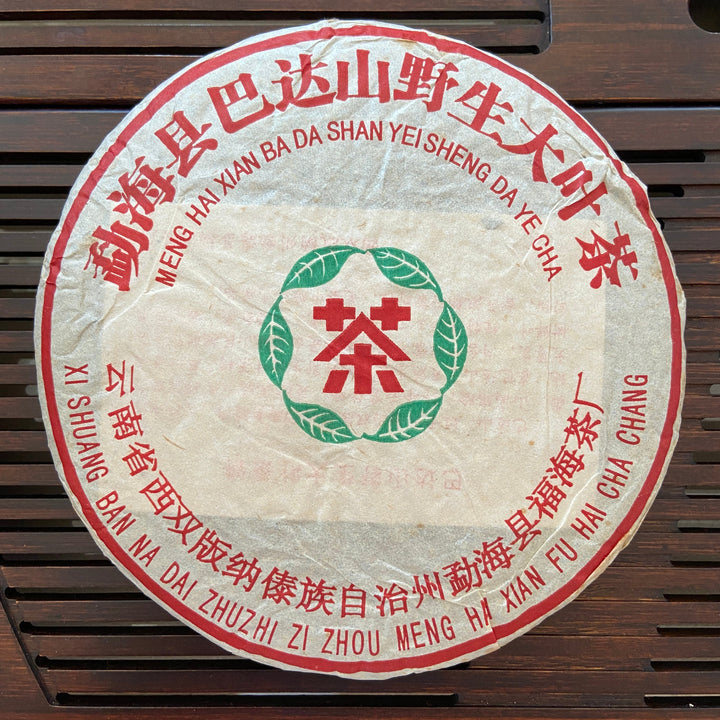 勐海县巴达山野生大叶茶
MENG HAI XIAN BA DA SHAN YEI SHENG DA YE CHA
茶
云南省西双版纳傣族自治州勐海县福海茶厂
XI SHUANG BAN NA DAI ZHUZHI ZI ZHOU MENG HA XIAN FU HAI CHA CHANG